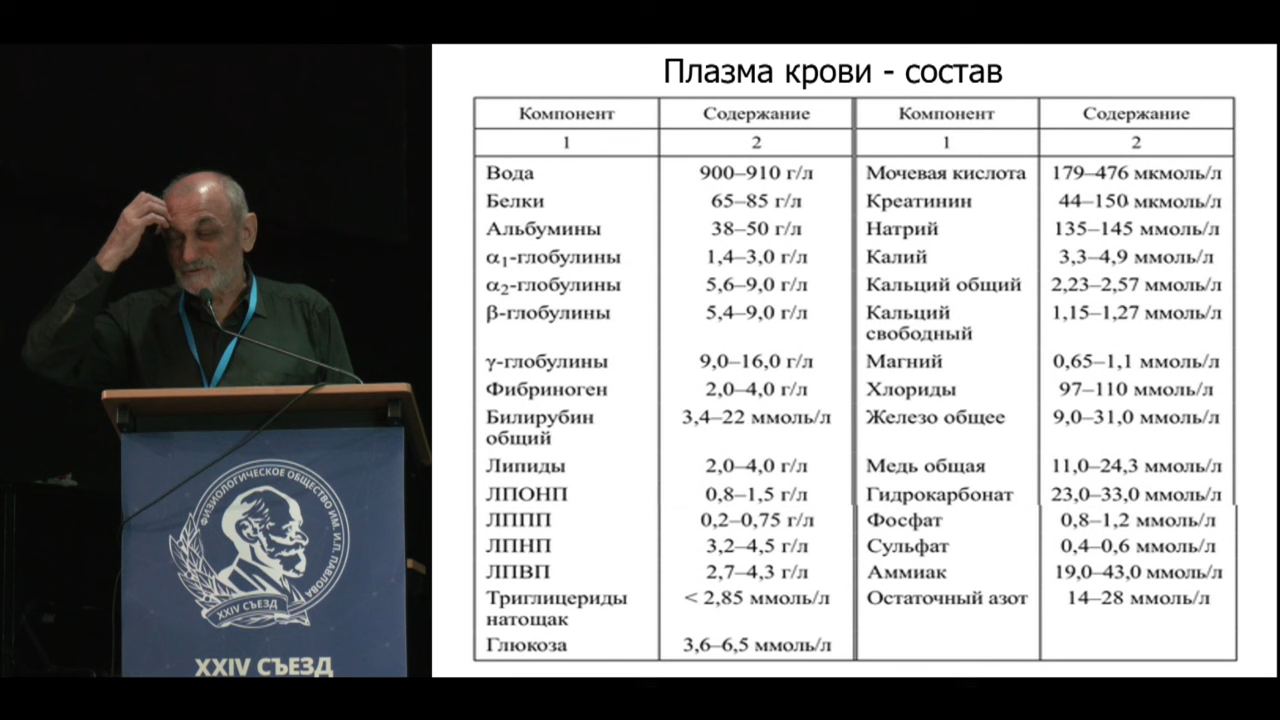 Плазма крови - состав
Компонент Содержание Компонент Содержание
1 2 1 2
Вода 900–910 г/л Мочевая кислота 179–476 мкмоль/л
Белки 65–85 г/л Креатинин 44–150 мкмоль/л
Альбумины 38–50 г/л Натрий 135–145 ммоль/л
α1-глобулины 1,4–3,0 г/л Калий 3,3–4,9 ммоль/л
α2-глобулины 5,6–9,0 г/л Кальций общий 2,23–2,57 ммоль/л
β-глобулины 5,4–9,0 г/л Кальций 1,15–1,27 ммоль/л
свободный
γ-глобулины 9,0–16,0 г/л Магний 0,65–1,1 ммоль/л
Фибриноген 2,0–4,0 г/л Хлориды 97–110 ммоль/л
Билирубин 3,4–22 ммоль/л Железо общее 9,0–31,0 ммоль/л
общий
Липиды 2,0–4,0 г/л Медь общая 11,0–24,3 ммоль/л
ЛПОНП 0,8–1,5 г/л Гидрокарбонат 23,0–33,0 ммоль/л
ЛППП 0,2–0,75 г/л Фосфат 0,8–1,2 ммоль/л
ЛПНП 3,2–4,5 г/л Сульфат 0,4–0,6 ммоль/л
ЛПВП 2,7–4,3 г/л Аммиак 19,0–43,0 ммоль/л
Триглицериды < 2,85 ммоль/л Остаточный азот 14–28 ммоль/л
натощак
Глюкоза 3,6–6,5 ммоль/л
ФИЗИОЛОГИЧЕСКОЕ ОБЩЕСТВО ИМ. И.П. ПАВЛОВА
XXIV СЪЕЗД
XXIV СЪЕЗД